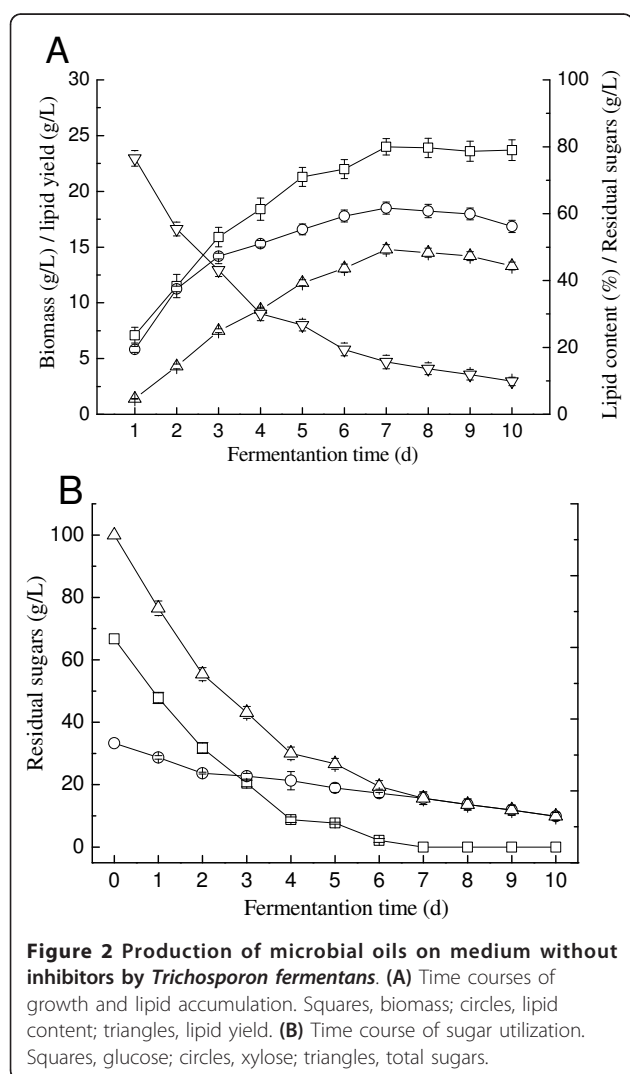 A
30
25
20
15
10
5
0
Biomass (g/L) / lipid yield (g/L)
100
80
60
40
20
0
Lipid content (%) / Residual sugars (g/L)
1 2 3 4 5 6 7 8 9 10
Fermentantion time (d)
B
100
80
60
40
20
0
Residual sugars (g/L)
0 1 2 3 4 5 6 7 8 9 10
Fermentantion time (d)
Figure 2 Production of microbial oils on medium without
inhibitors by Trichosporon fermentans. (A) Time courses of
growth and lipid accumulation. Squares, biomass; circles, lipid
content; triangles, lipid yield. (B) Time course of sugar utilization.
Squares, glucose; circles, xylose; triangles, total sugars.